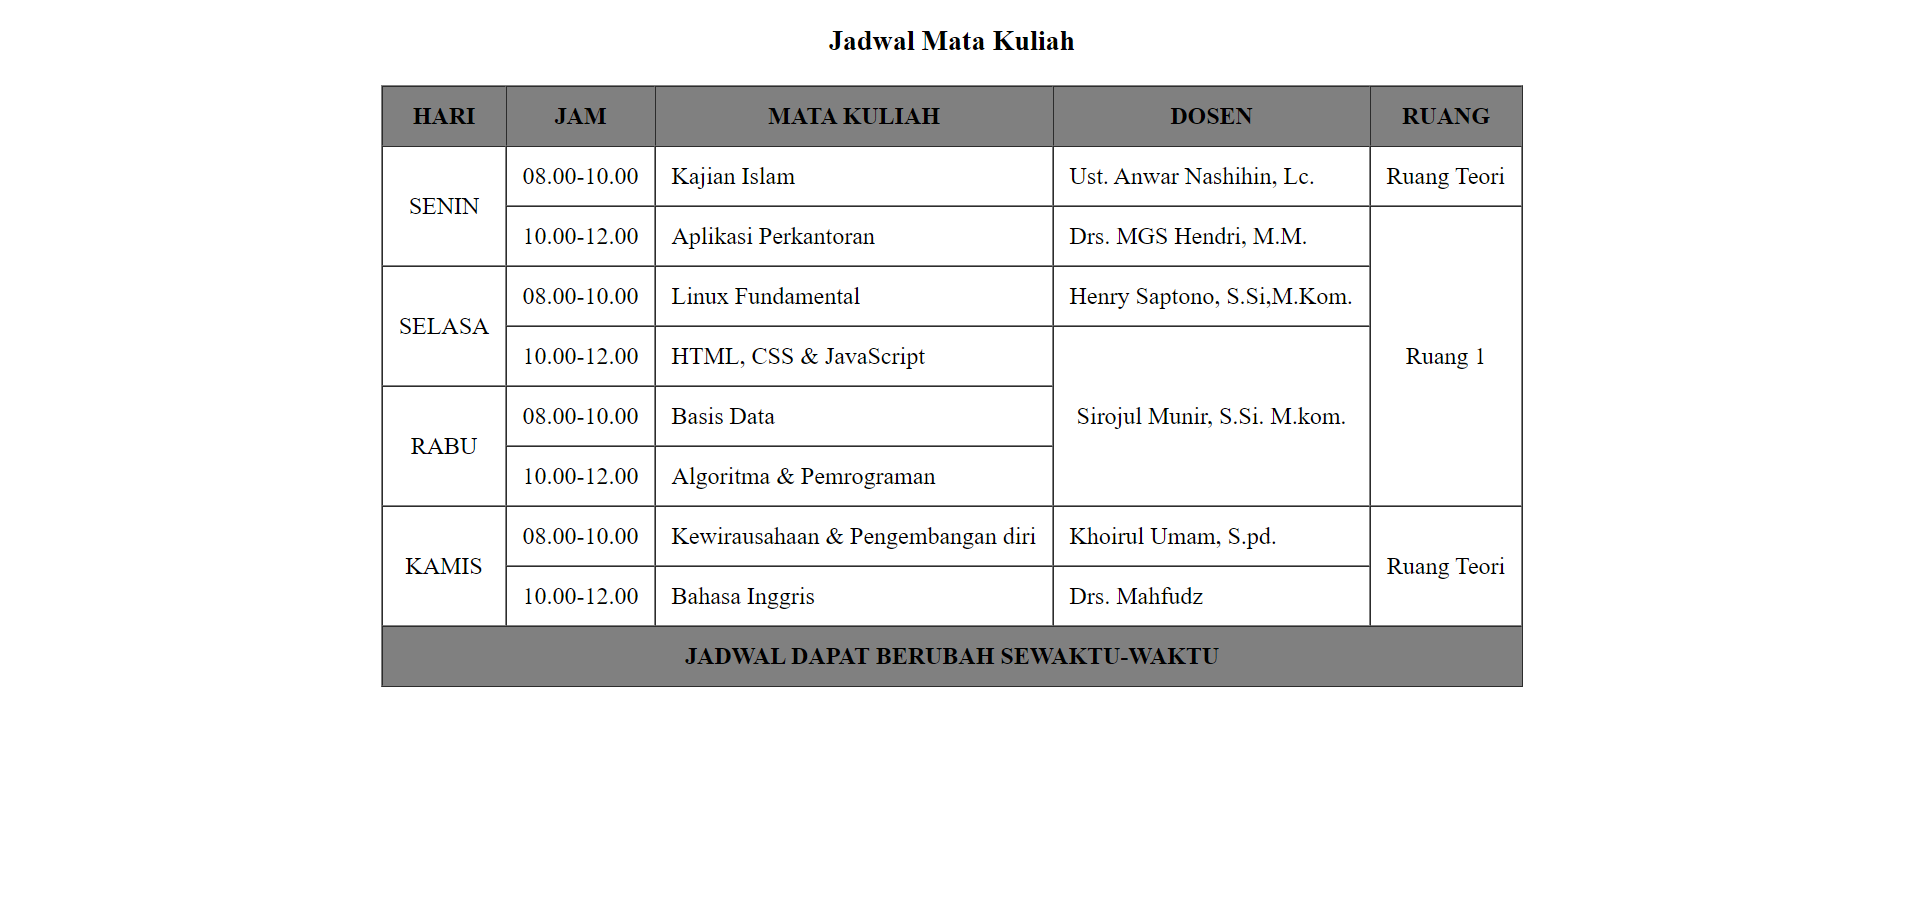 Jadwal Mata Kuliah
HARI JAM MATA KULIAH DOSEN RUANG
SENIN 08.00-10.00 Kajian Islam Ust. Anwar Nashihin, Lc. Ruang Teori
10.00-12.00 Aplikasi Perkantoran Drs. MGS Hendri, M.M. Ruang 1
SELASA 08.00-10.00 Linux Fundamental Henry Saptono, S.Si,M.Kom.
10.00-12.00 HTML, CSS & JavaScript Sirojul Munir, S.Si. M.kom.
RABU 08.00-10.00 Basis Data
10.00-12.00 Algoritma & Pemrograman
KAMIS 08.00-10.00 Kewirausahaan & Pengembangan diri Khoirul Umam, S.pd. Ruang Teori
10.00-12.00 Bahasa Inggris Drs. Mahfudz
JADWAL DAPAT BERUBAH SEWAKTU-WAKTU